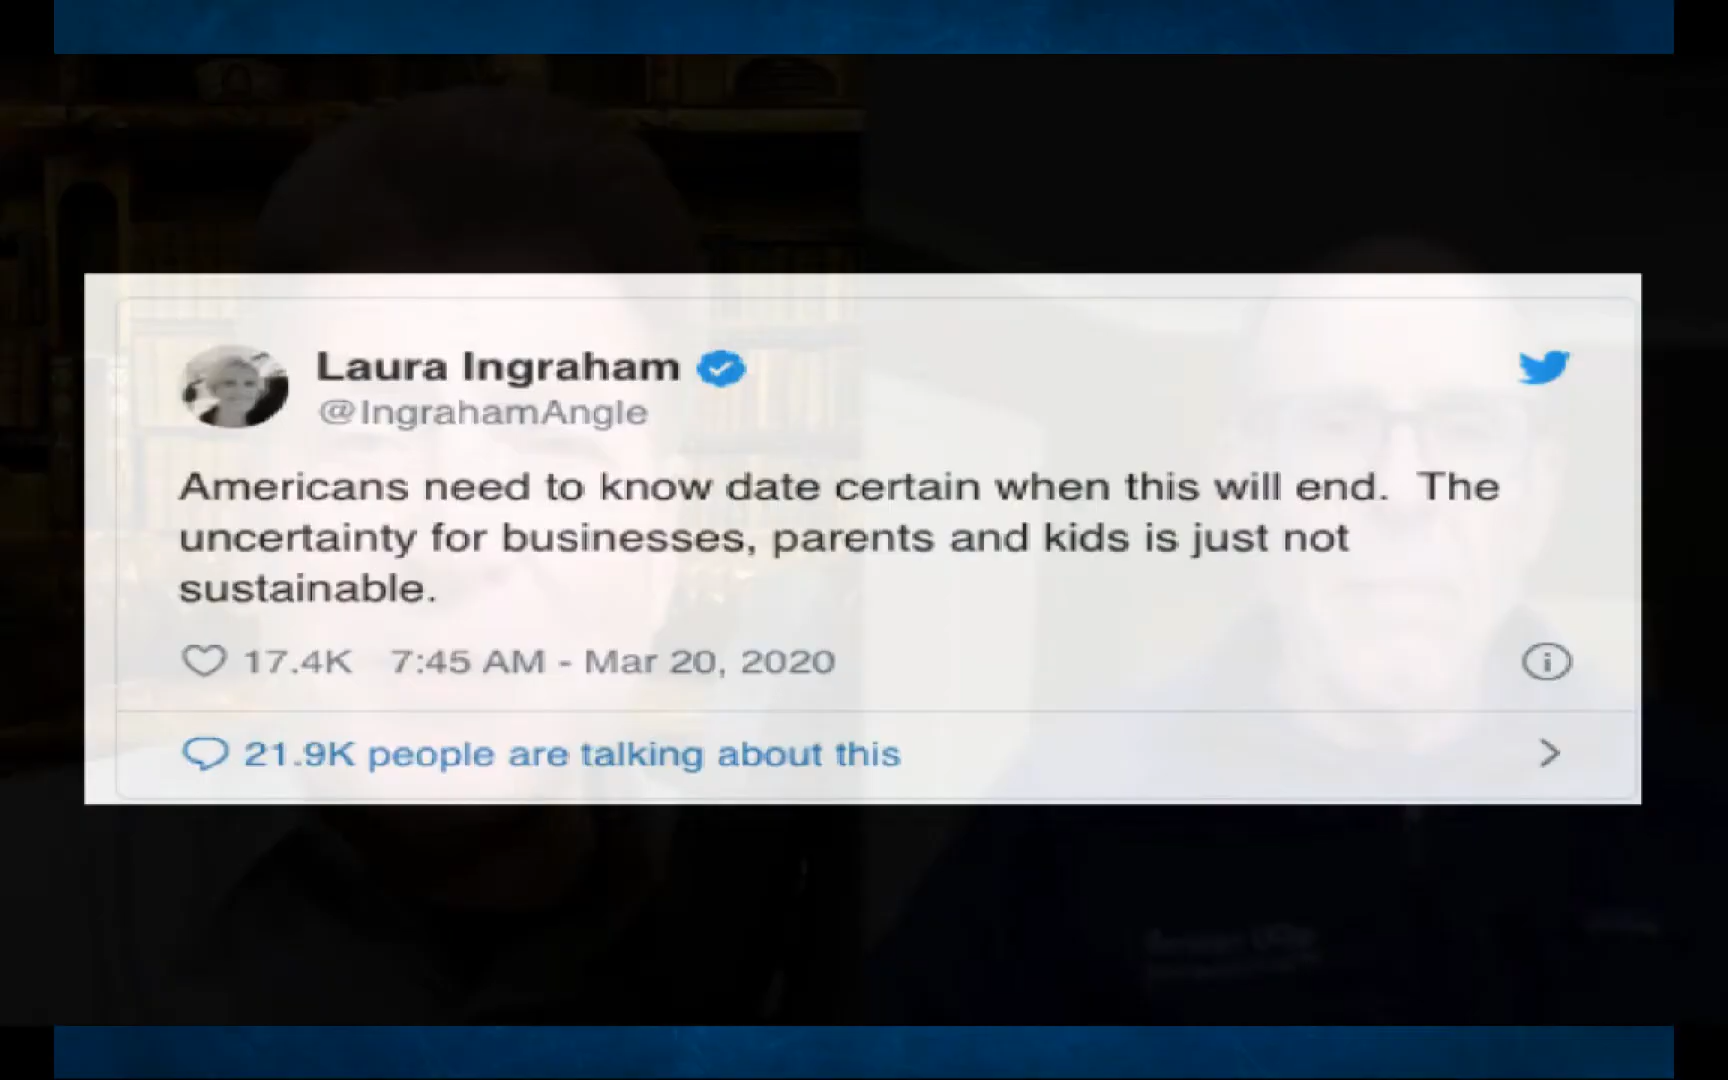 Laura Ingraham
@IngrahamAngle
Americans need to know date certain when this will end. The
uncertainty for businesses, parents and kids is just not
sustainable.
17.4K 7:45 AM - Mar 20, 2020
21.9K people are talking about this